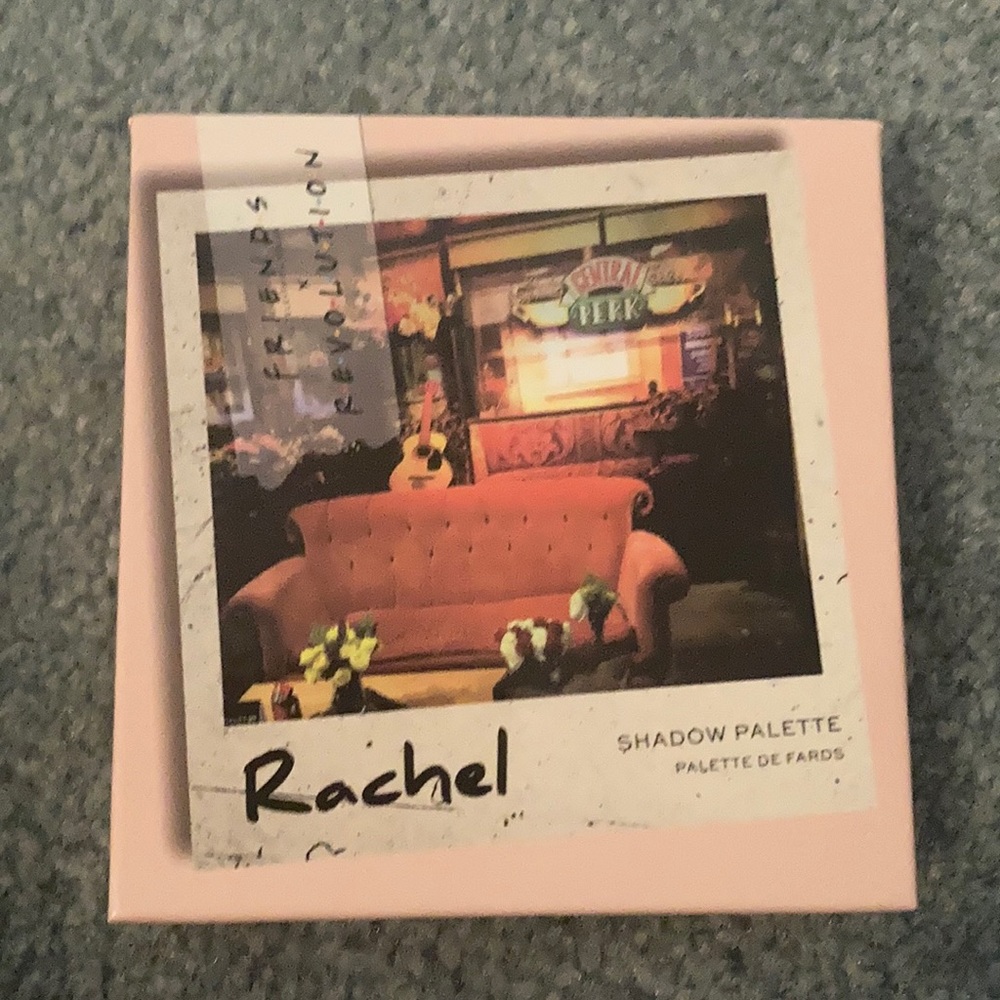 FRIENDS
REVOLUTION
CENTRAL
PERK
Rachel
SHADOW PALETTE
PALETTE DE FARDS